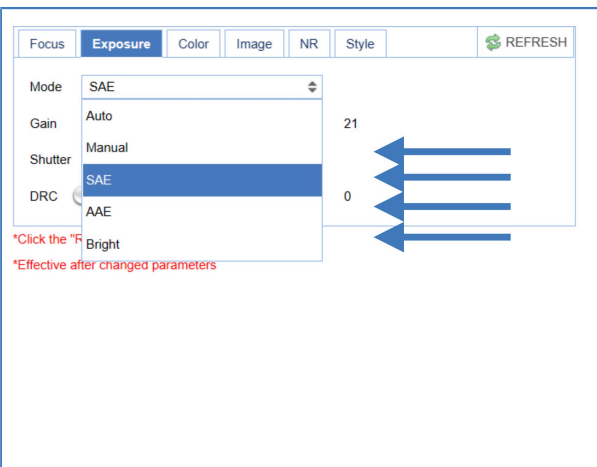 Focus Exposure Color Image NR Style REFRESH
Mode SAE
Auto
Gain 21
Manual
Shutter
SAE
DRC 0
AAE
*Click the "R
Bright
*Effective after changed parameters